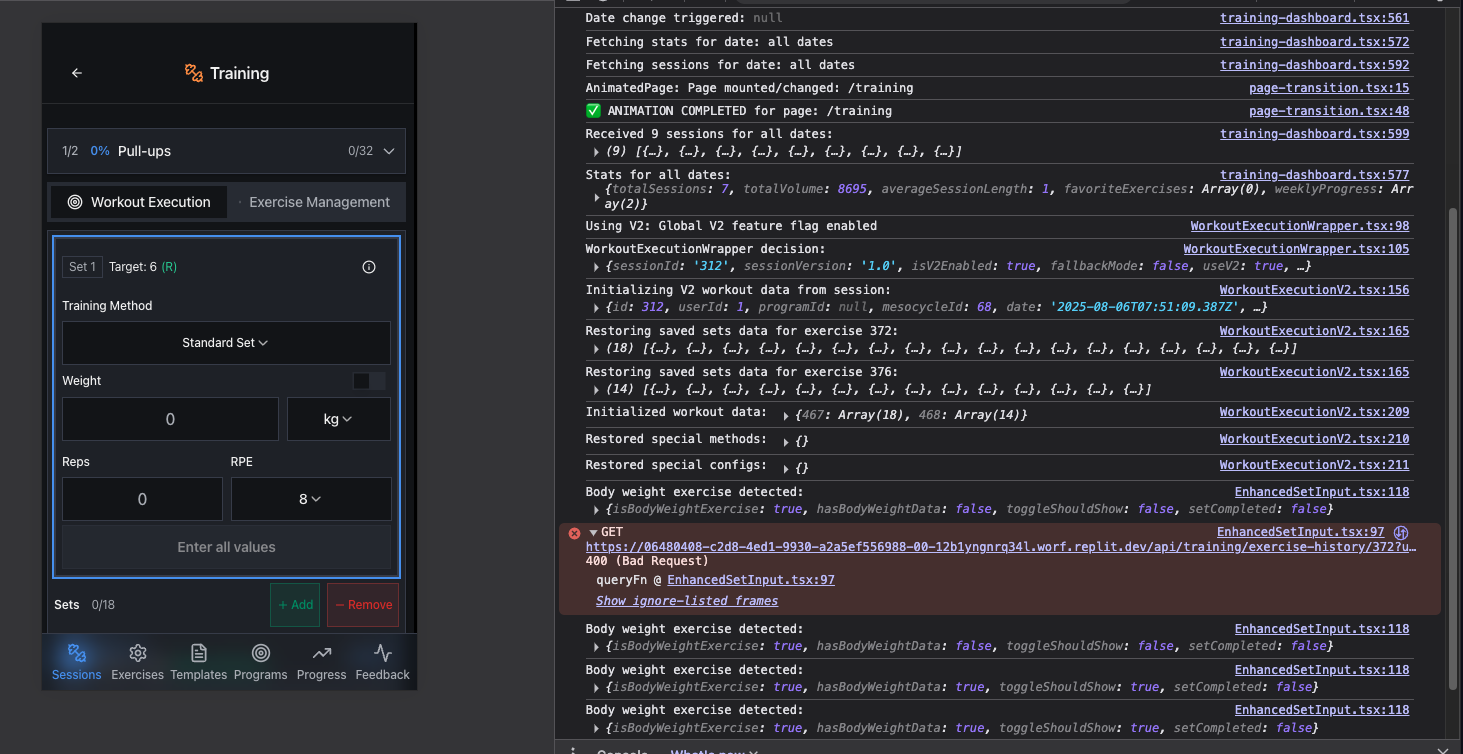 Training
1/2 0% Pull-ups 0/32
Workout Execution Exercise Management
Set 1 Target: 6 (R)
Training Method
Standard Set
Weight
0 kg
Reps RPE
0 8
Enter all values
Sets 0/18 + Add − Remove
Sessions Exercises Templates Programs Progress Feedback
Date change triggered: null training-dashboard.tsx:561
Fetching stats for date: all dates training-dashboard.tsx:572
Fetching sessions for date: all dates training-dashboard.tsx:592
AnimatedPage: Page mounted/changed: /training page-transition.tsx:15
✅ ANIMATION COMPLETED for page: /training page-transition.tsx:48
Received 9 sessions for all dates: training-dashboard.tsx:599
▶ (9) [{…}, {…}, {…}, {…}, {…}, {…}, {…}, {…}, {…}]
Stats for all dates: training-dashboard.tsx:577
▶ {totalSessions: 7, totalVolume: 8695, averageSessionLength: 1, favoriteExercises: Array(0), weeklyProgress: Arr
ay(2)}
Using V2: Global V2 feature flag enabled WorkoutExecutionWrapper.tsx:98
WorkoutExecutionWrapper decision: WorkoutExecutionWrapper.tsx:105
▶ {sessionId: '312', sessionVersion: '1.0', isV2Enabled: true, fallbackMode: false, useV2: true, …}
Initializing V2 workout data from session: WorkoutExecutionV2.tsx:156
▶ {id: 312, userId: 1, programId: null, mesocycleId: 68, date: '2025-08-06T07:51:09.387Z', …}
Restoring saved sets data for exercise 372: WorkoutExecutionV2.tsx:165
▶ (18) [{…}, {…}, {…}, {…}, {…}, {…}, {…}, {…}, {…}, {…}, {…}, {…}, {…}, {…}, {…}, {…}, {…}, {…}]
Restoring saved sets data for exercise 376: WorkoutExecutionV2.tsx:165
▶ (14) [{…}, {…}, {…}, {…}, {…}, {…}, {…}, {…}, {…}, {…}, {…}, {…}, {…}, {…}]
Initialized workout data: ▶ {467: Array(18), 468: Array(14)} WorkoutExecutionV2.tsx:209
Restored special methods: ▶ {} WorkoutExecutionV2.tsx:210
Restored special configs: ▶ {} WorkoutExecutionV2.tsx:211
Body weight exercise detected: EnhancedSetInput.tsx:118
▶ {isBodyWeightExercise: true, hasBodyWeightData: false, toggleShouldShow: false, setCompleted: false}
▼ GET EnhancedSetInput.tsx:97
https://06480408-c2d8-4ed1-9930-a2a5ef556988-00-12b1yngnrq34l.worf.replit.dev/api/training/exercise-history/372?u…
400 (Bad Request)
queryFn @ EnhancedSetInput.tsx:97
Show ignore-listed frames
Body weight exercise detected: EnhancedSetInput.tsx:118
▶ {isBodyWeightExercise: true, hasBodyWeightData: false, toggleShouldShow: false, setCompleted: false}
Body weight exercise detected: EnhancedSetInput.tsx:118
▶ {isBodyWeightExercise: true, hasBodyWeightData: true, toggleShouldShow: true, setCompleted: false}
Body weight exercise detected: EnhancedSetInput.tsx:118
▶ {isBodyWeightExercise: true, hasBodyWeightData: true, toggleShouldShow: true, setCompleted: false}
Console What's new